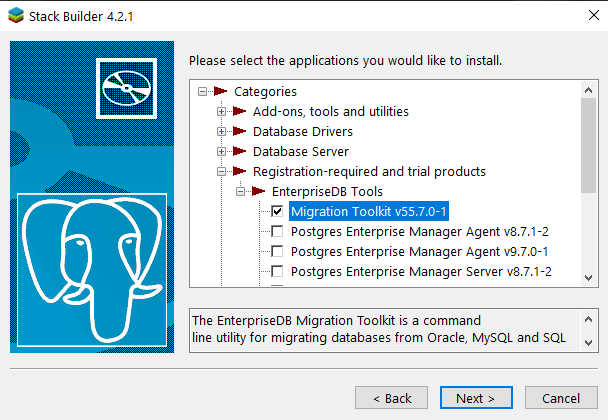 Stack Builder 4.2.1
Please select the applications you would like to install.
Categories
Add-ons, tools and utilities
Database Drivers
Database Server
Registration-required and trial products
EnterpriseDB Tools
Migration Toolkit v55.7.0-1
Postgres Enterprise Manager Agent v8.7.1-2
Postgres Enterprise Manager Agent v9.7.0-1
Postgres Enterprise Manager Server v8.7.1-2
The EnterpriseDB Migration Toolkit is a command
line utility for migrating databases from Oracle, MySQL and SQL
< Back
Next >
Cancel